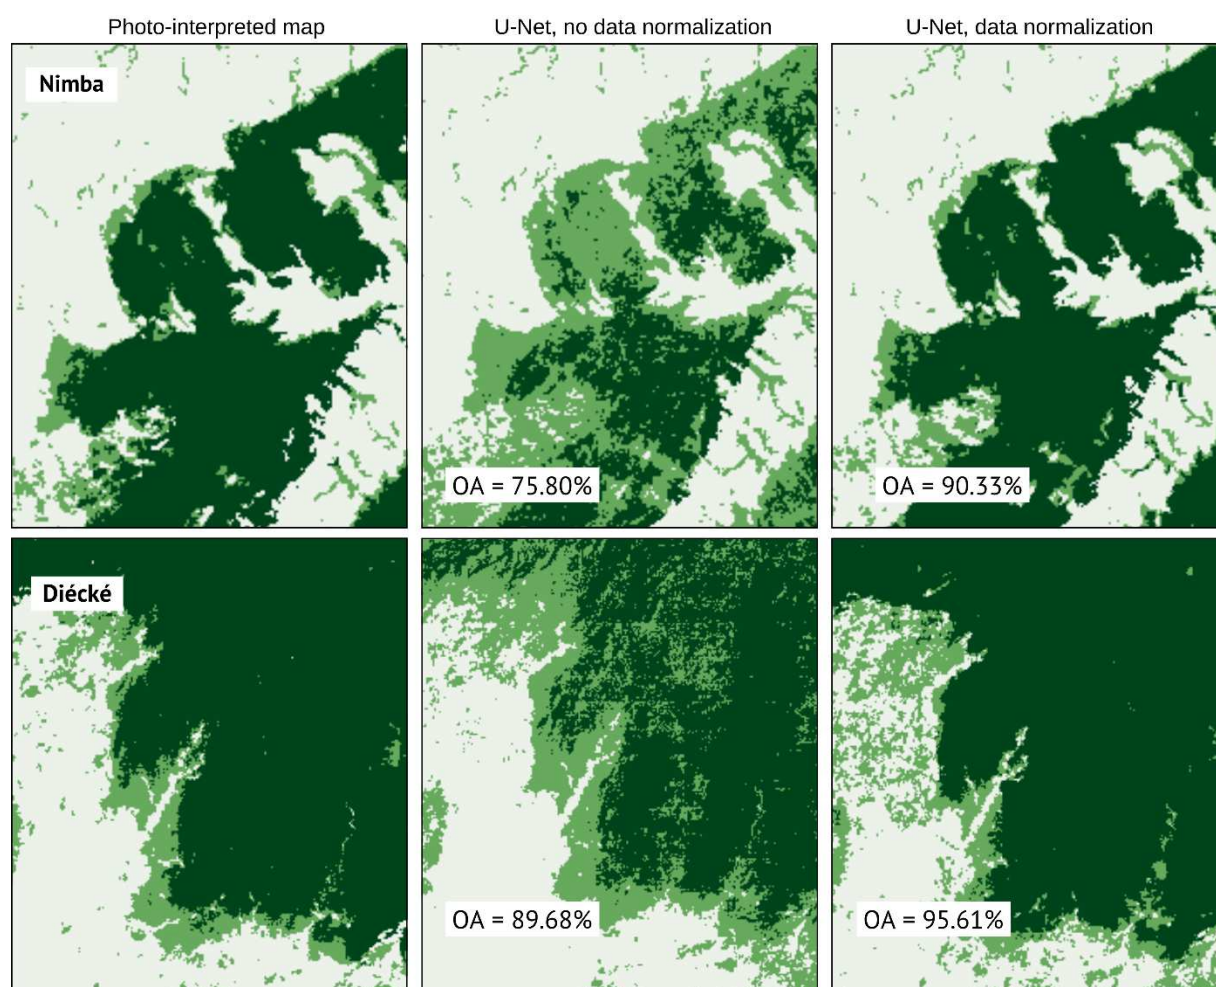 Photo-interpreted map
U-Net, no data normalization
U-Net, data normalization
Nimba
OA = 75.80%
OA = 90.33%
Diécké
OA = 89.68%
OA = 95.61%